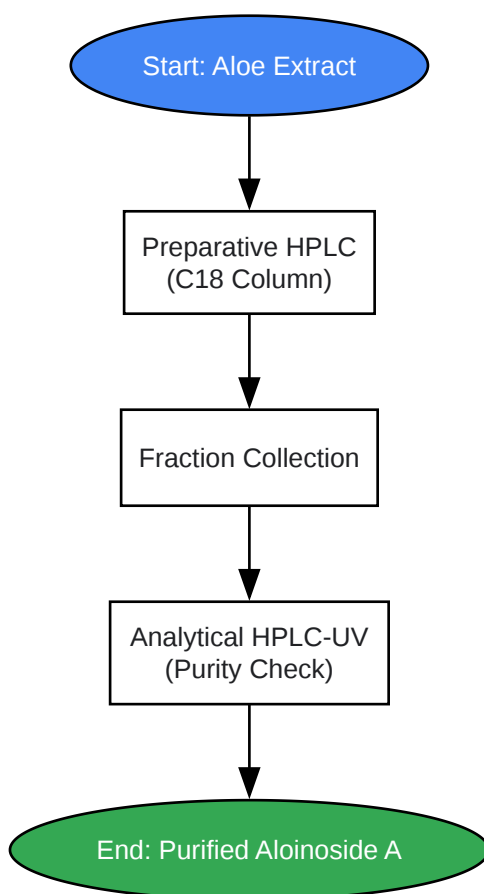 Start: Aloe Extract
Preparative HPLC
(C18 Column)
Fraction Collection
Analytical HPLC-UV
(Purity Check)
End: Purified Aloinoside A